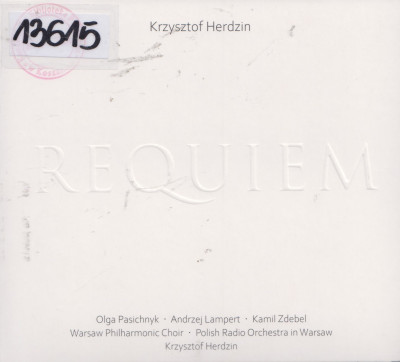 Krzysztof Herdzin
13615
REQUIEM
Olga Pasichnyk · Andrzej Lampert · Kamil Zdebel
Warsaw Philharmonic Choir · Polish Radio Orchestra in Warsaw
Krzysztof Herdzin